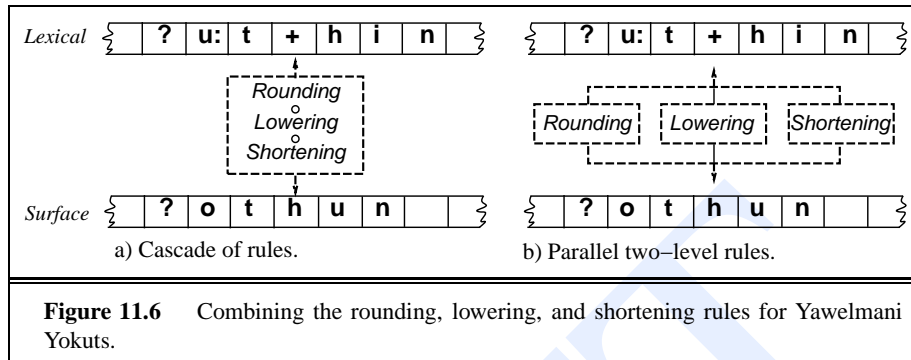 Lexical ? u: t + h i n ? u: t + h i n
Rounding
Lowering
Shortening
Rounding Lowering Shortening
Surface ? o t h u n ? o t h u n
a) Cascade of rules. b) Parallel two−level rules.
Figure 11.6 Combining the rounding, lowering, and shortening rules for Yawelmani
Yokuts.